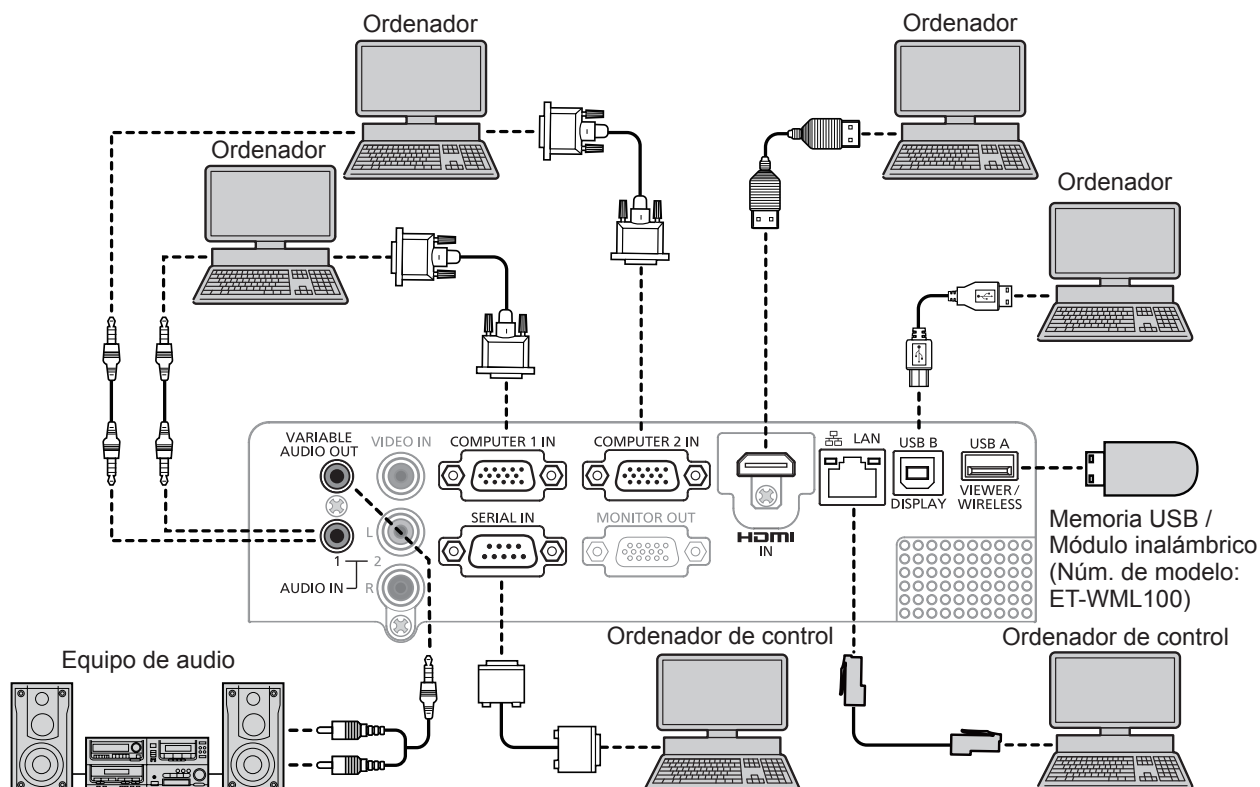 Ordenador
Ordenador
Ordenador
Ordenador
VARIABLE
AUDIO OUT
VIDEO IN
COMPUTER 1 IN
COMPUTER 2 IN
LAN
USB B
USB A
DISPLAY
VIEWER /
WIRELESS
SERIAL IN
MONITOR OUT
HDMI
IN
L
1
2
AUDIO IN
R
Memoria USB /
Módulo inalámbrico
(Núm. de modelo:
ET-WML100)
Equipo de audio
Ordenador de control
Ordenador de control